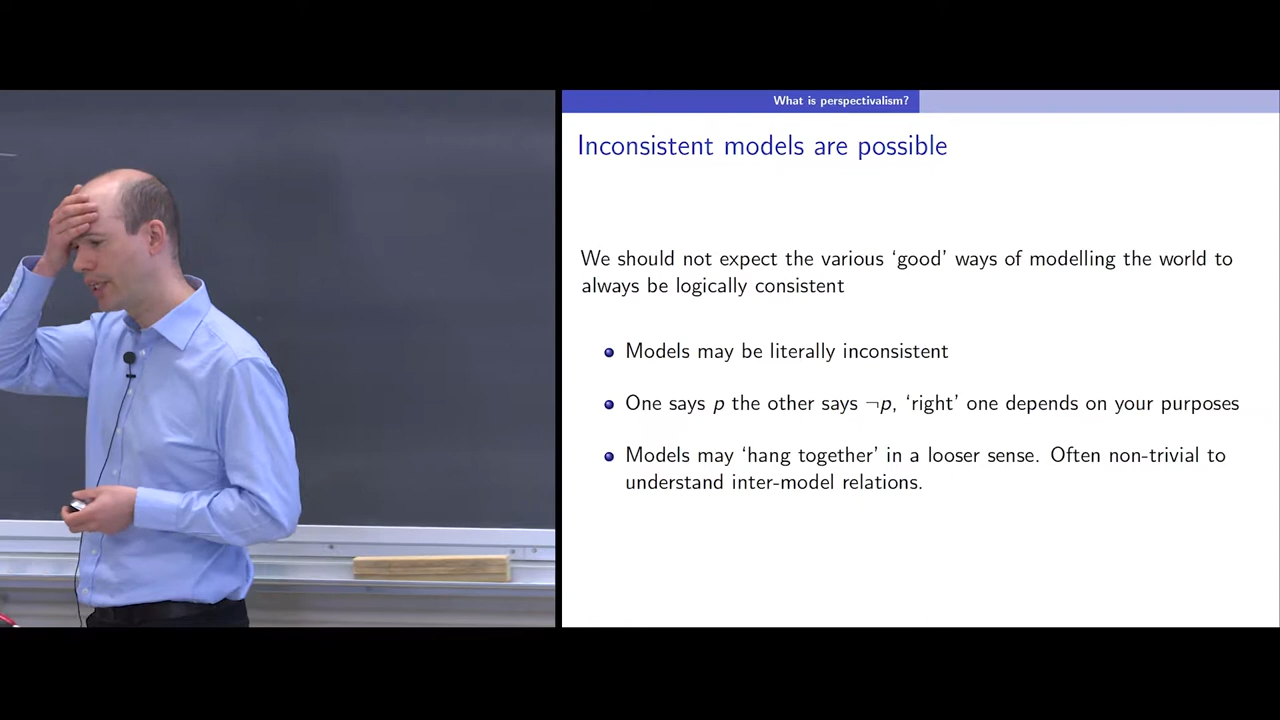 What is perspectivalism?
Inconsistent models are possible
We should not expect the various ‘good’ ways of modelling the world to
always be logically consistent
Models may be literally inconsistent
One says p the other says ¬p, ‘right’ one depends on your purposes
Models may ‘hang together’ in a looser sense. Often non-trivial to
understand inter-model relations.